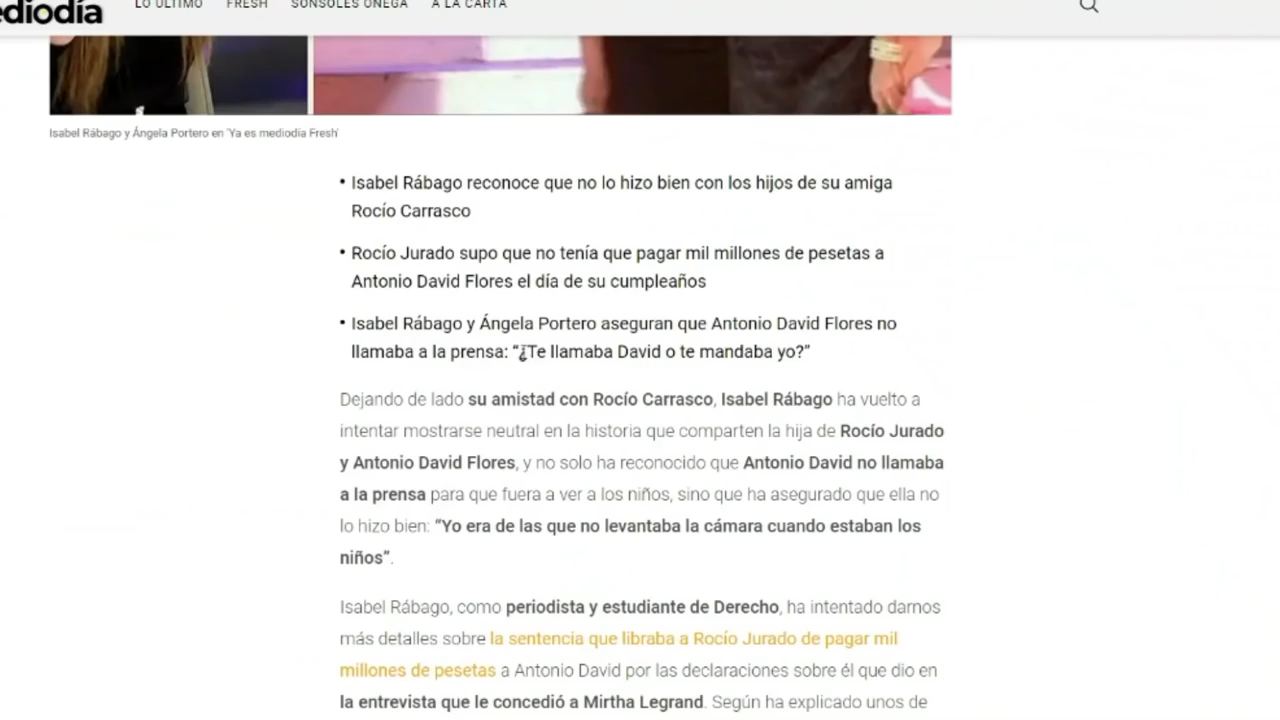 ediodía
LO ÚLTIMO FRESH SONSOLES ÓNEGA A LA CARTA
Isabel Rábago y Ángela Portero en 'Ya es mediodía Fresh'
• Isabel Rábago reconoce que no lo hizo bien con los hijos de su amiga
Rocío Carrasco
• Rocío Jurado supo que no tenía que pagar mil millones de pesetas a
Antonio David Flores el día de su cumpleaños
• Isabel Rábago y Ángela Portero aseguran que Antonio David Flores no
llamaba a la prensa: “¿Te llamaba David o te mandaba yo?”
Dejando de lado su amistad con Rocío Carrasco, Isabel Rábago ha vuelto a
intentar mostrarse neutral en la historia que comparten la hija de Rocío Jurado
y Antonio David Flores, y no solo ha reconocido que Antonio David no llamaba
a la prensa para que fuera a ver a los niños, sino que ha asegurado que ella no
lo hizo bien: “Yo era de las que no levantaba la cámara cuando estaban los
niños”.
Isabel Rábago, como periodista y estudiante de Derecho, ha intentado darnos
más detalles sobre la sentencia que libraba a Rocío Jurado de pagar mil
millones de pesetas a Antonio David por las declaraciones sobre él que dio en
la entrevista que le concedió a Mirtha Legrand. Según ha explicado unos de